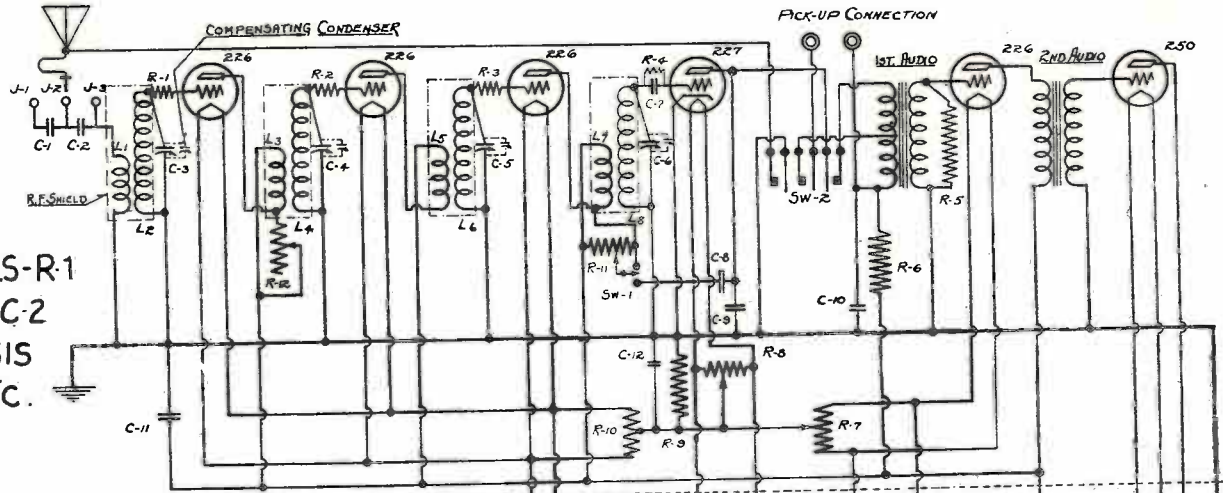 PICK-UP CONNECTION
COMPENSATING CONDENSER
226
226
226
227
226
250
1ST. AUDIO
2ND AUDIO
J-1
J-2
J-3
R-1
R-2
R-3
R-4
C-1
C-2
C-3
C-4
C-5
C-6
C-7
L1
L2
L3
L4
L5
L6
L7
L8
R.F. SHIELD
R-12
R-11
SW-1
SW-2
C-8
C-9
C-10
R-5
R-6
S-R-1
C-2
SIS
C.
C-11
C-12
R-8
R-10
R-9
R-7